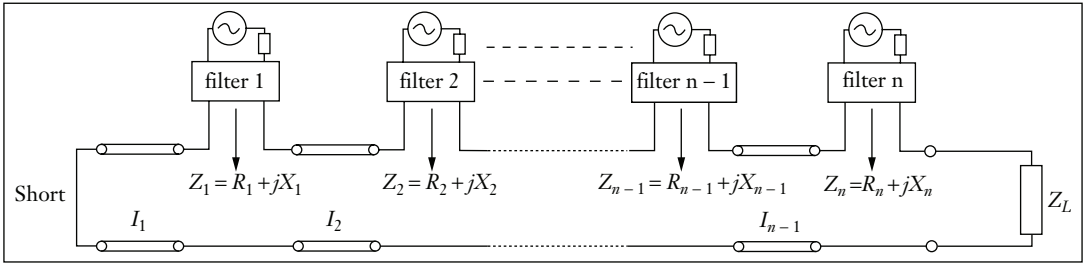 filter 1
filter 2
filter n – 1
filter n
Z₁ = R₁ + jX₁
Z₂ = R₂ + jX₂
Zₙ₋₁ = Rₙ₋₁ + jXₙ₋₁
Zₙ=Rₙ + jXₙ
Short
Z_L
I₁
I₂
Iₙ₋₁